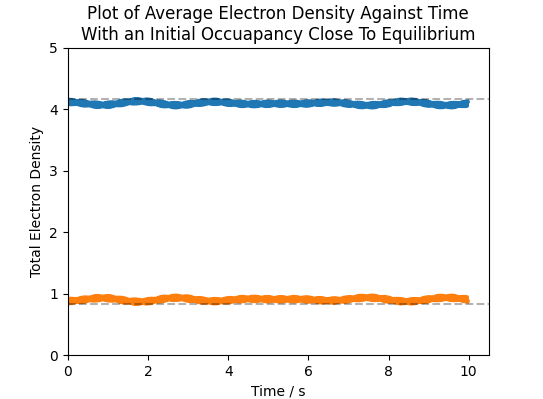 Plot of Average Electron Density Against Time
With an Initial Occuapancy Close To Equilibrium
5
4
3
2
1
0
Total Electron Density
0 2 4 6 8 10
Time / s